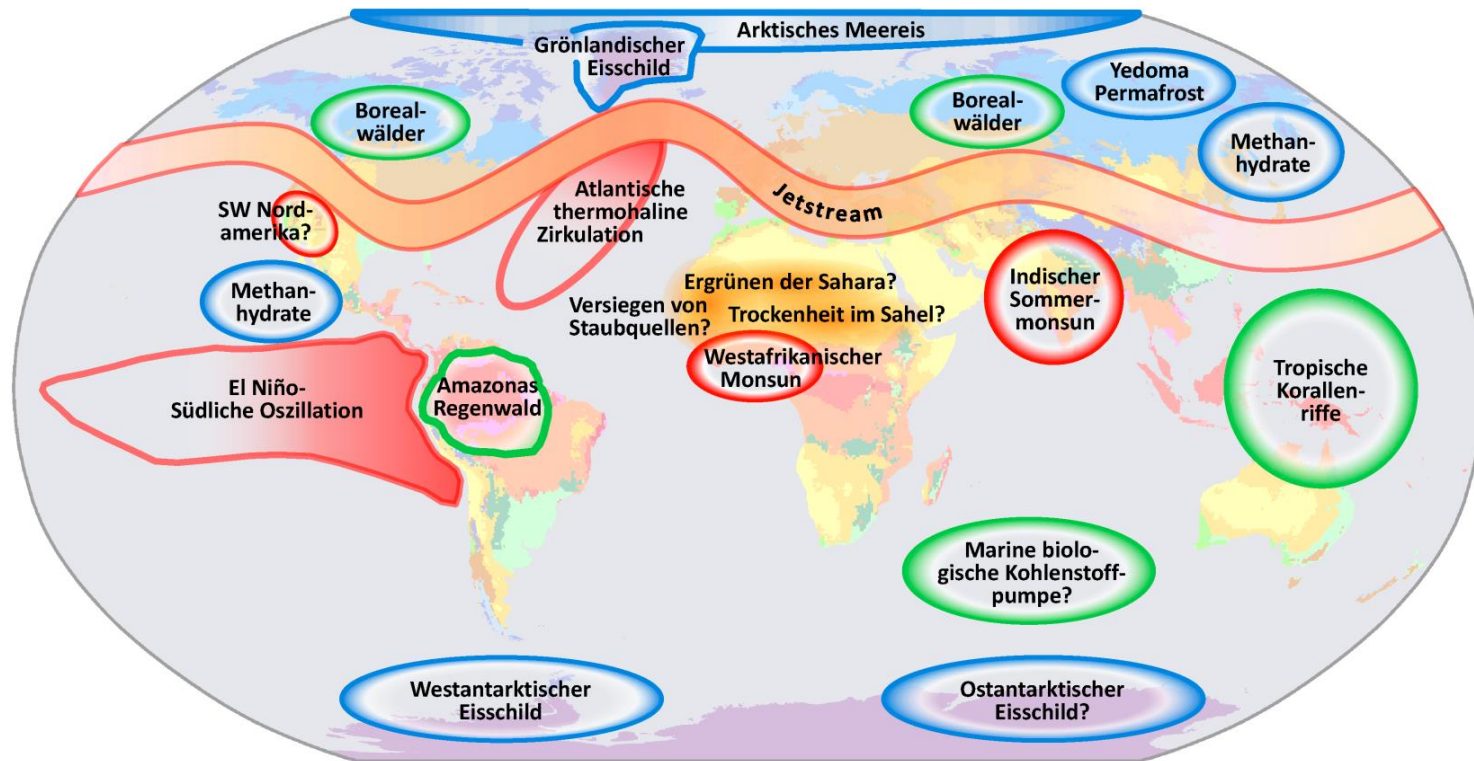 Arktisches Meereis
Grönlandischer
Eisschild
Yedoma
Permafrost
Boreal-
wälder
Boreal-
wälder
Methan-
hydrate
Jetstream
Atlantische
thermohaline
Zirkulation
SW Nord-
amerika?
Methan-
hydrate
Ergrünen der Sahara?
Versiegen von
Staubquellen?
Trockenheit im Sahel?
Indischer
Sommer-
monsun
Westafrikanischer
Monsun
El Niño-
Südliche Oszillation
Amazonas
Regenwald
Tropische
Korallen-
riffe
Marine biolo-
gische Kohlenstoff-
pumpe?
Westantarktischer
Eisschild
Ostantarktischer
Eisschild?